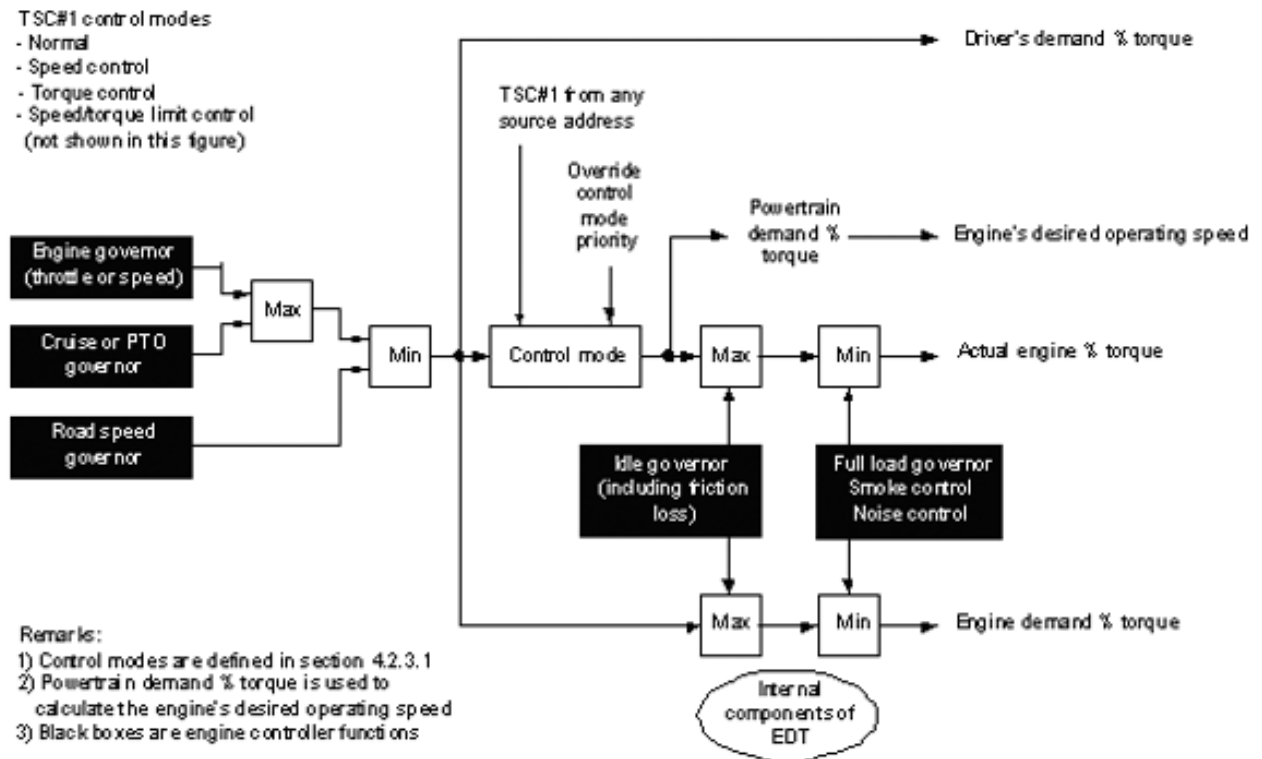 TSC#1 control modes
- Normal
- Speed control
- Torque control
- Speed/torque limit control
(not shown in this figure)
Driver's demand % torque
TSC#1 from any
source address
Override
control
mode
priority
Powertrain
demand %
torque
Engine's desired operating speed
Engine governor
(throttle or speed)
Max
Cruise or PTO
governor
Min
Control mode
Max
Min
Actual engine % torque
Road speed
governor
Idle governor
(including friction
loss)
Full load governor
Smoke control
Noise control
Max
Min
Engine demand % torque
Remarks:
1) Control modes are defined in section 4.2.3.1
2) Powertrain demand % torque is used to
calculate the engine's desired operating speed
3) Black boxes are engine controller functions
Internal
components of
EDT